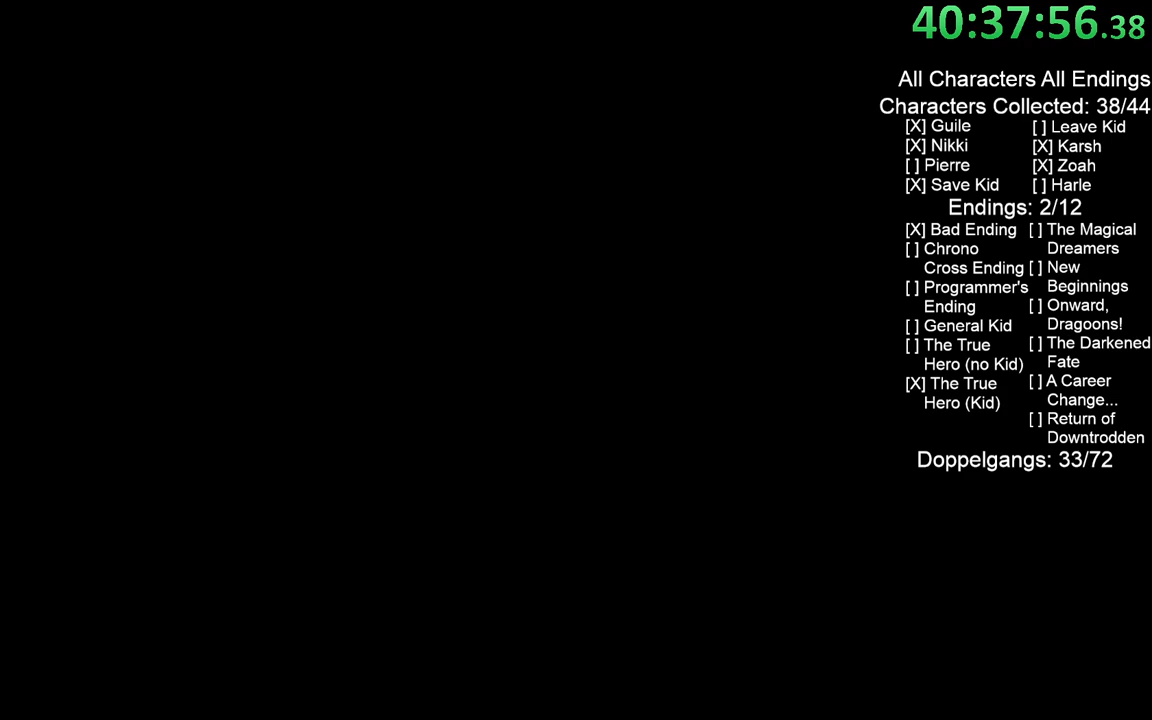 40:37:56.38
All Characters All Endings
Characters Collected: 38/44
[X] Guile [ ] Leave Kid
[X] Nikki [X] Karsh
[ ] Pierre [X] Zoah
[X] Save Kid [ ] Harle
Endings: 2/12
[X] Bad Ending
[ ] Chrono
Cross Ending
[ ] Programmer's
Ending
[ ] General Kid
[ ] The True
Hero (no Kid)
[X] The True
Hero (Kid)
[ ] The Magical
Dreamers
[ ] New
Beginnings
[ ] Onward,
Dragoons!
[ ] The Darkened
Fate
[ ] A Career
Change...
[ ] Return of
Downtrodden
Doppelgangs: 33/72